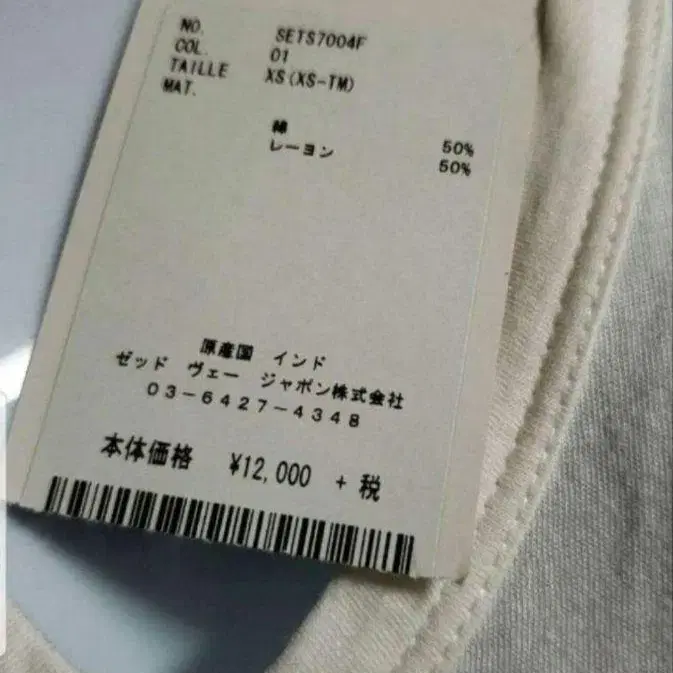 NO. SETS7004F
COL. 01
TAILLE XS(XS-TM)
MAT.
綿 50%
レーヨン 50%
原産国 インド
ゼッド ヴェー ジャポン株式会社
03-6427-4348
本体価格 ¥12,000 + 税